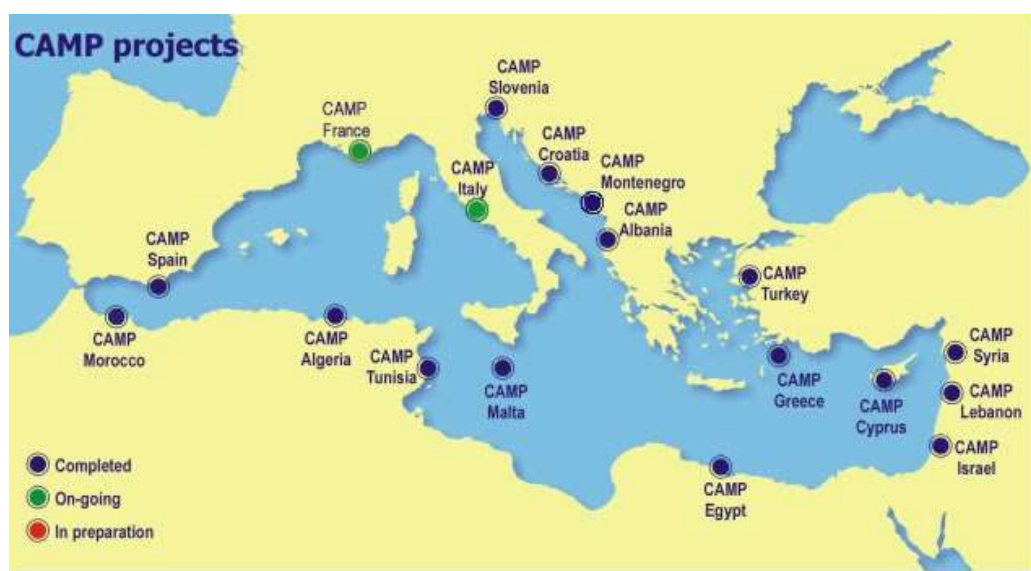 CAMP projects
CAMP
Slovenia
CAMP
France
CAMP
Croatia
CAMP
Italy
CAMP
Montenegro
CAMP
Albania
CAMP
Spain
CAMP
Turkey
CAMP
Morocco
CAMP
Algeria
CAMP
Tunisia
CAMP
Malta
CAMP
Greece
CAMP
Cyprus
CAMP
Syria
CAMP
Lebanon
CAMP
Israel
CAMP
Egypt
Completed
On-going
In preparation